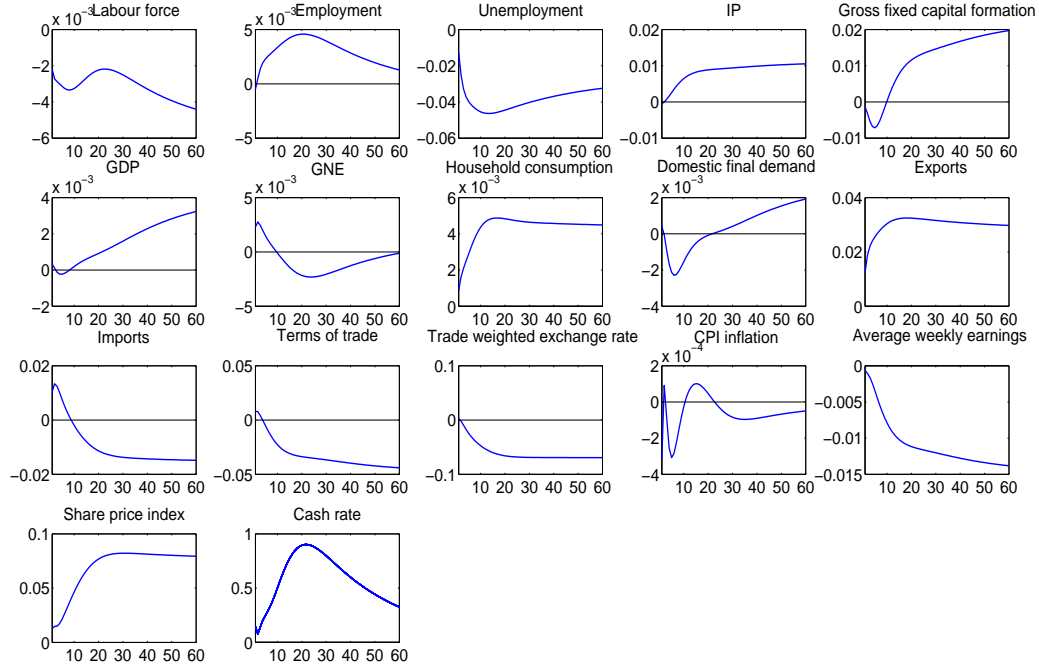 x 10⁻³ Labour force
0
−2
−4
−6
10 20 30 40 50 60
x 10⁻³ Employment
5
0
−5
10 20 30 40 50 60
Unemployment
0
−0.02
−0.04
−0.06
10 20 30 40 50 60
IP
0.02
0.01
0
−0.01
10 20 30 40 50 60
Gross fixed capital formation
0.02
0.01
0
−0.01
10 20 30 40 50 60
GDP
x 10⁻³
4
2
0
−2
10 20 30 40 50 60
GNE
x 10⁻³
5
0
−5
10 20 30 40 50 60
Household consumption
x 10⁻³
6
4
2
0
10 20 30 40 50 60
Domestic final demand
x 10⁻³
2
0
−2
−4
10 20 30 40 50 60
Exports
0.04
0.02
0
10 20 30 40 50 60
Imports
0.02
0
−0.02
10 20 30 40 50 60
Terms of trade
0.05
0
−0.05
10 20 30 40 50 60
Trade weighted exchange rate
0.1
0
−0.1
10 20 30 40 50 60
CPI inflation
x 10⁻⁴
2
0
−2
−4
10 20 30 40 50 60
Average weekly earnings
0
−0.005
−0.01
−0.015
10 20 30 40 50 60
Share price index
0.1
0.05
0
10 20 30 40 50 60
Cash rate
1
0.5
0
10 20 30 40 50 60